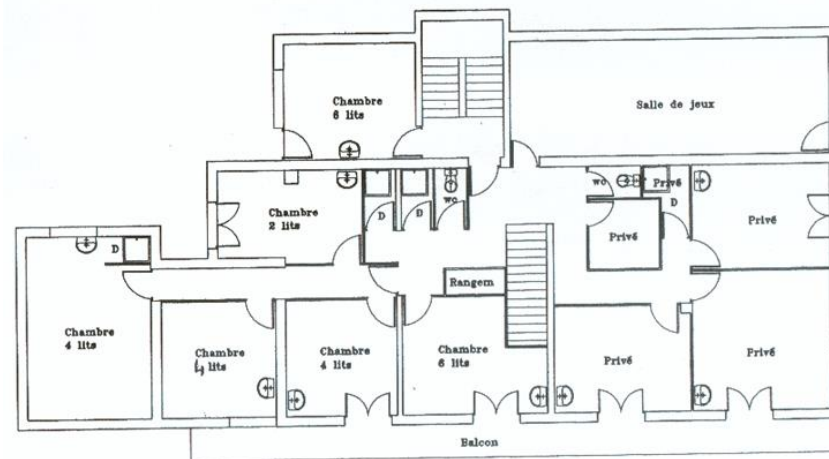 Chambre
6 lits
Salle de jeux
Chambre
2 lits
D
D
wc
wc
Privé
D
Privé
Privé
D
Chambre
4 lits
Rangem
Chambre
4 lits
Chambre
4 lits
Chambre
6 lits
Privé
Privé
Balcon